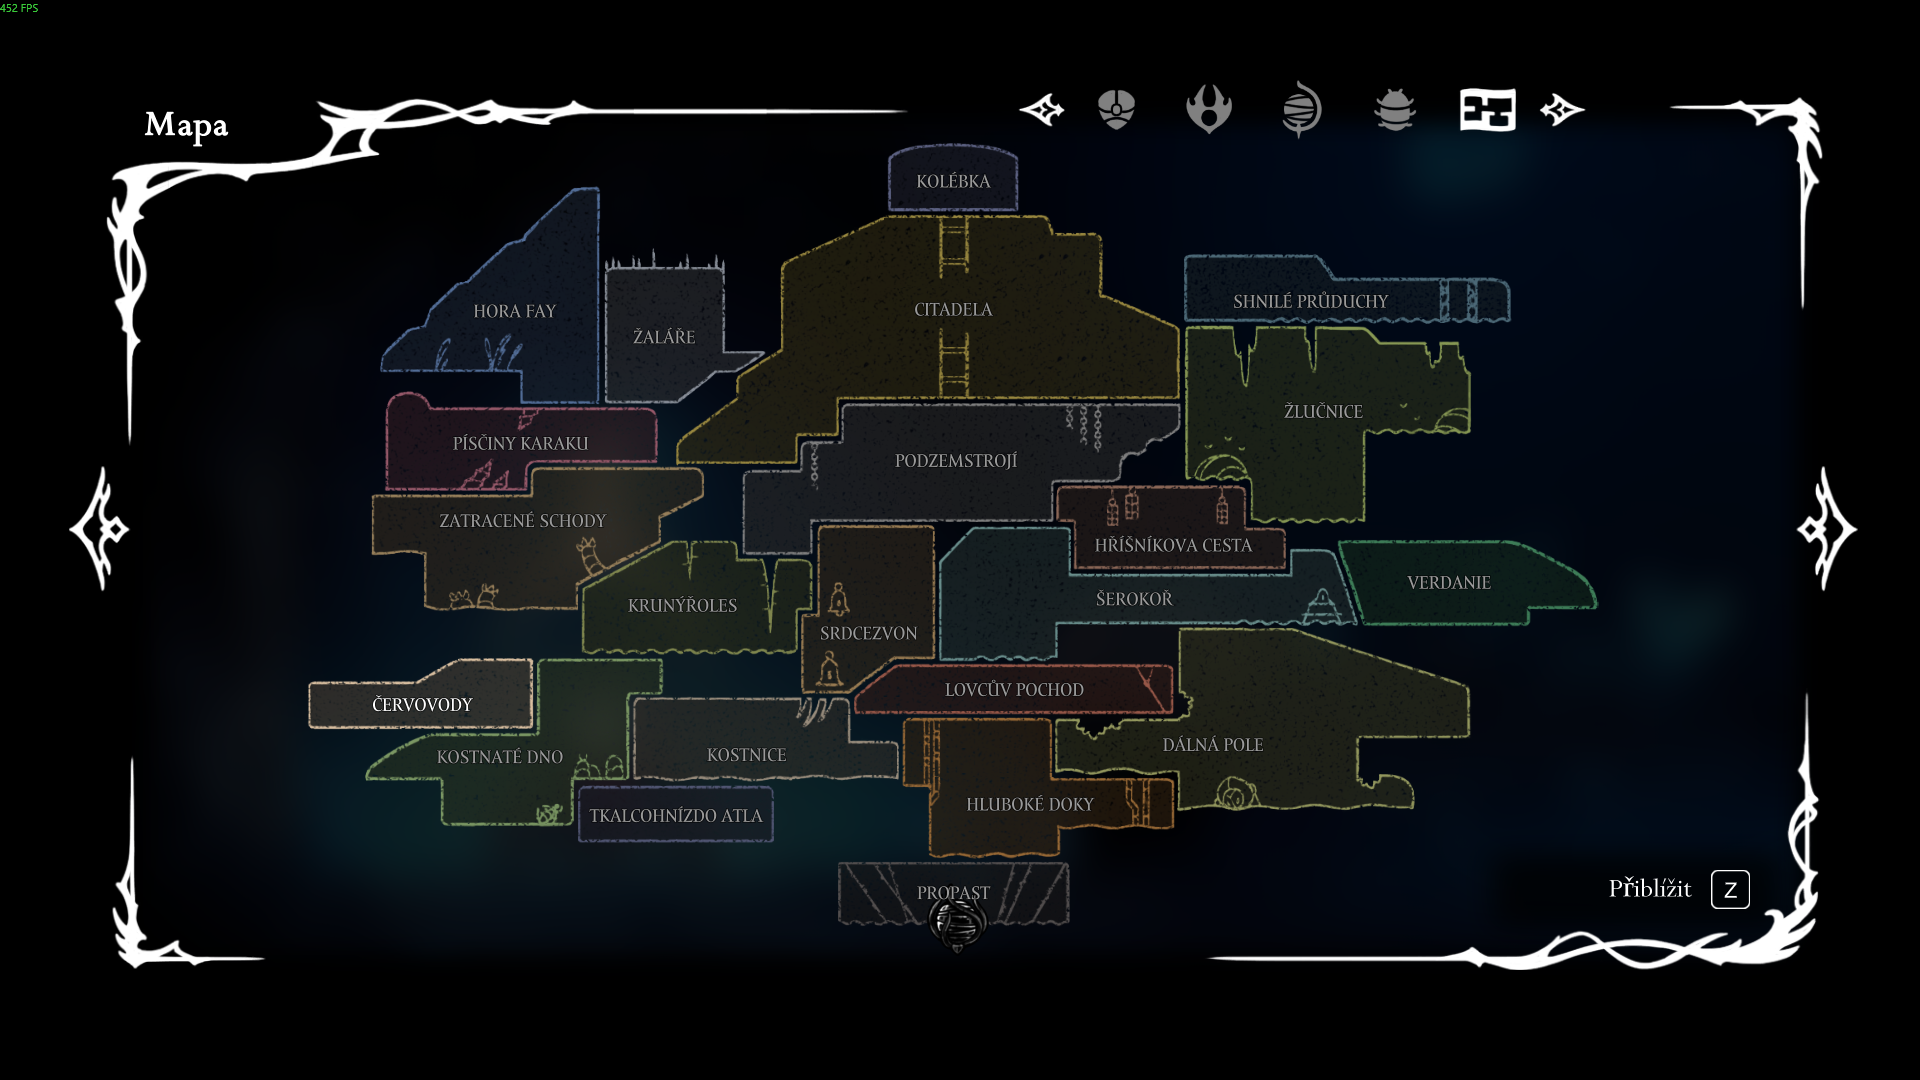 452 FPS
Mapa
KOLÉBKA
HORA FAY
ŽALÁŘE
CITADELA
SHNILÉ PRŮDUCHY
ŽLUČNICE
PÍSČINY KARAKU
PODZEMSTROJÍ
ZATRACENÉ SCHODY
HŘÍŠNÍKOVA CESTA
VERDANIE
KRUNÝŘOLES
ŠEROKOŘ
SRDCEZVON
ČERVOVODY
LOVCŮV POCHOD
KOSTNATÉ DNO
KOSTNICE
DÁLNÁ POLE
TKALCOHNÍZDO ATLA
HLUBOKÉ DOKY
PROPAST
Přiblížit Z